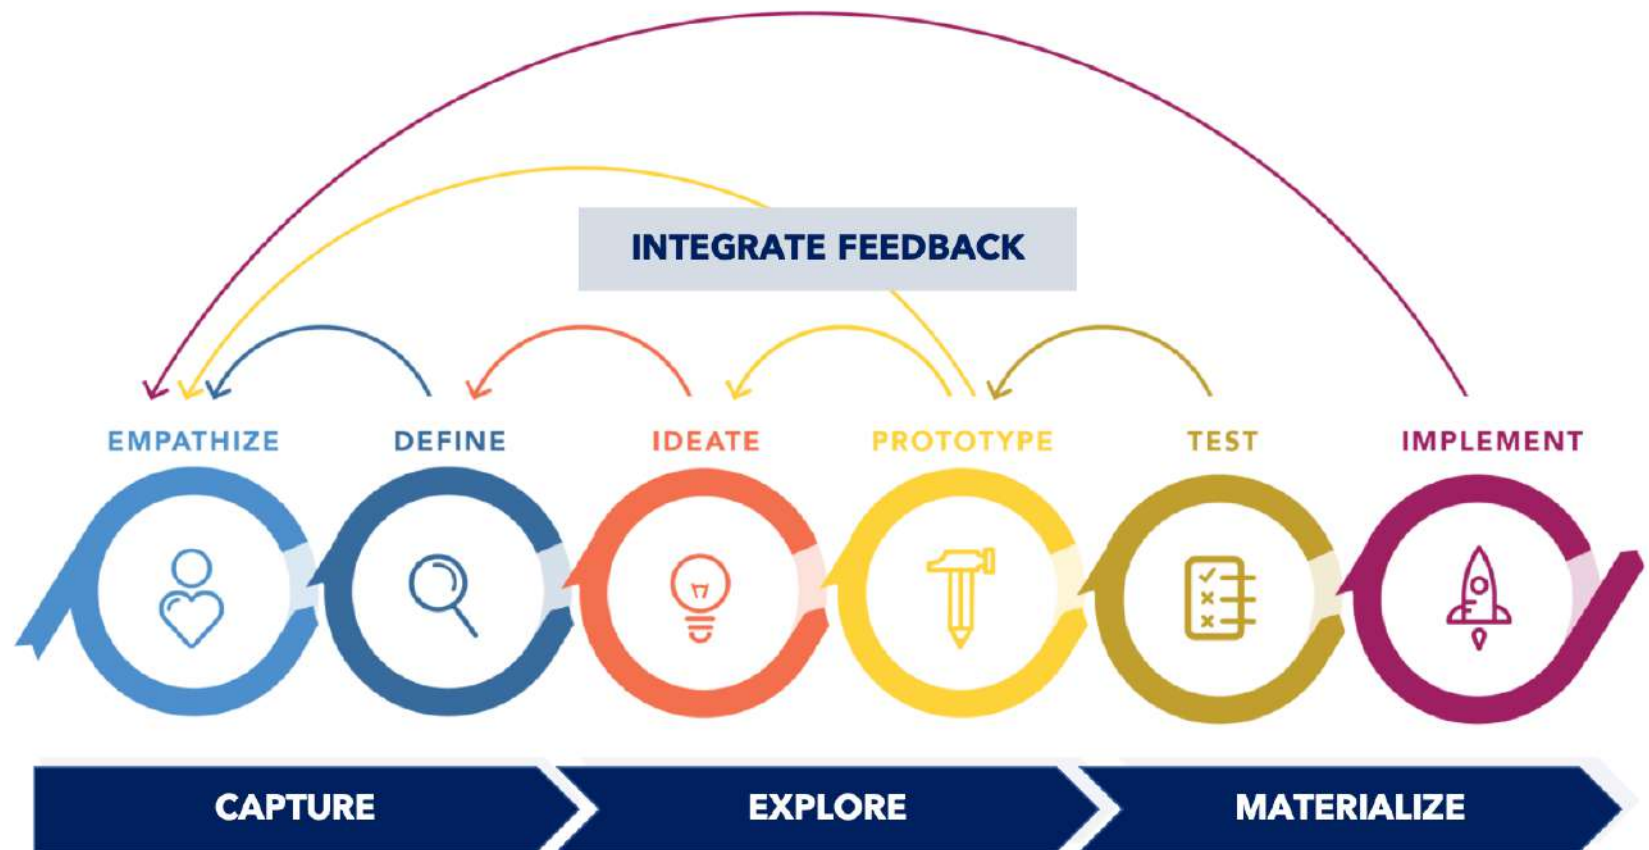 INTEGRATE FEEDBACK
EMPATHIZE
DEFINE
IDEATE
PROTOTYPE
TEST
IMPLEMENT
CAPTURE
EXPLORE
MATERIALIZE